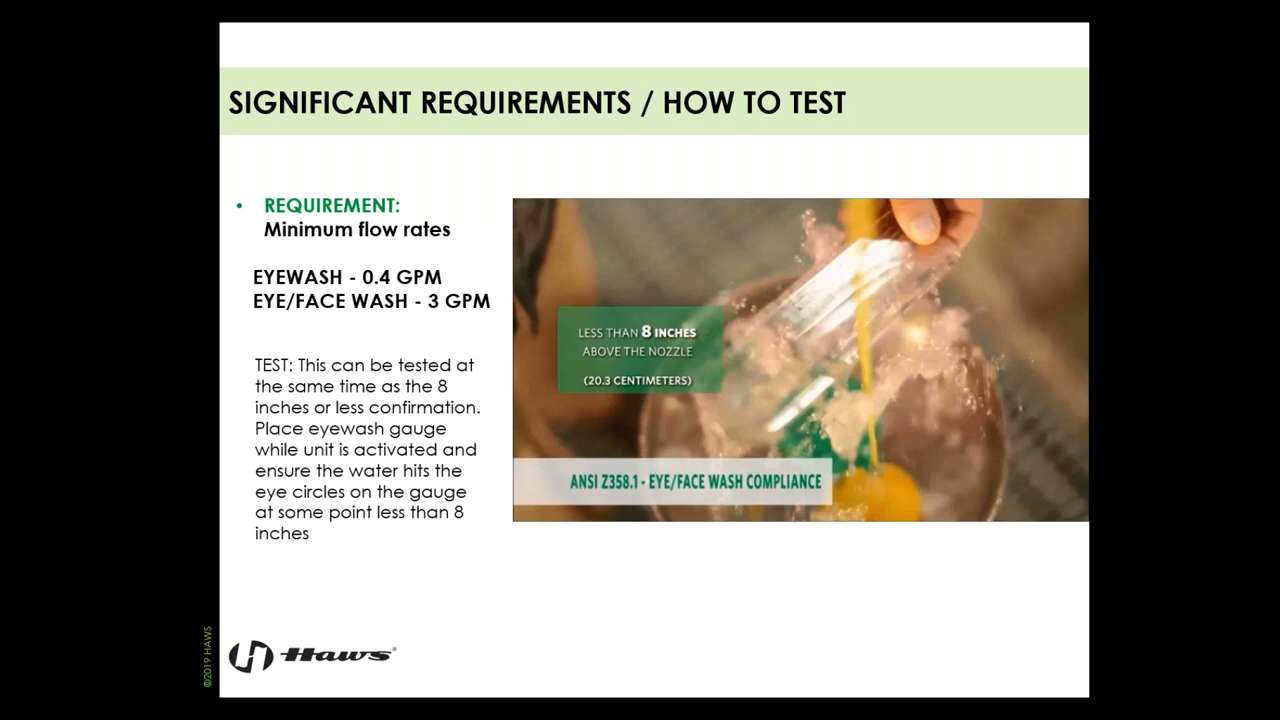 SIGNIFICANT REQUIREMENTS / HOW TO TEST
• REQUIREMENT:
Minimum flow rates
EYEWASH - 0.4 GPM
EYE/FACE WASH - 3 GPM
TEST: This can be tested at
the same time as the 8
inches or less confirmation.
Place eyewash gauge
while unit is activated and
ensure the water hits the
eye circles on the gauge
at some point less than 8
inches
LESS THAN 8 INCHES
ABOVE THE NOZZLE
(20.3 CENTIMETERS)
ANSI Z358.1 - EYE/FACE WASH COMPLIANCE
©2019 HAWS
Haws®